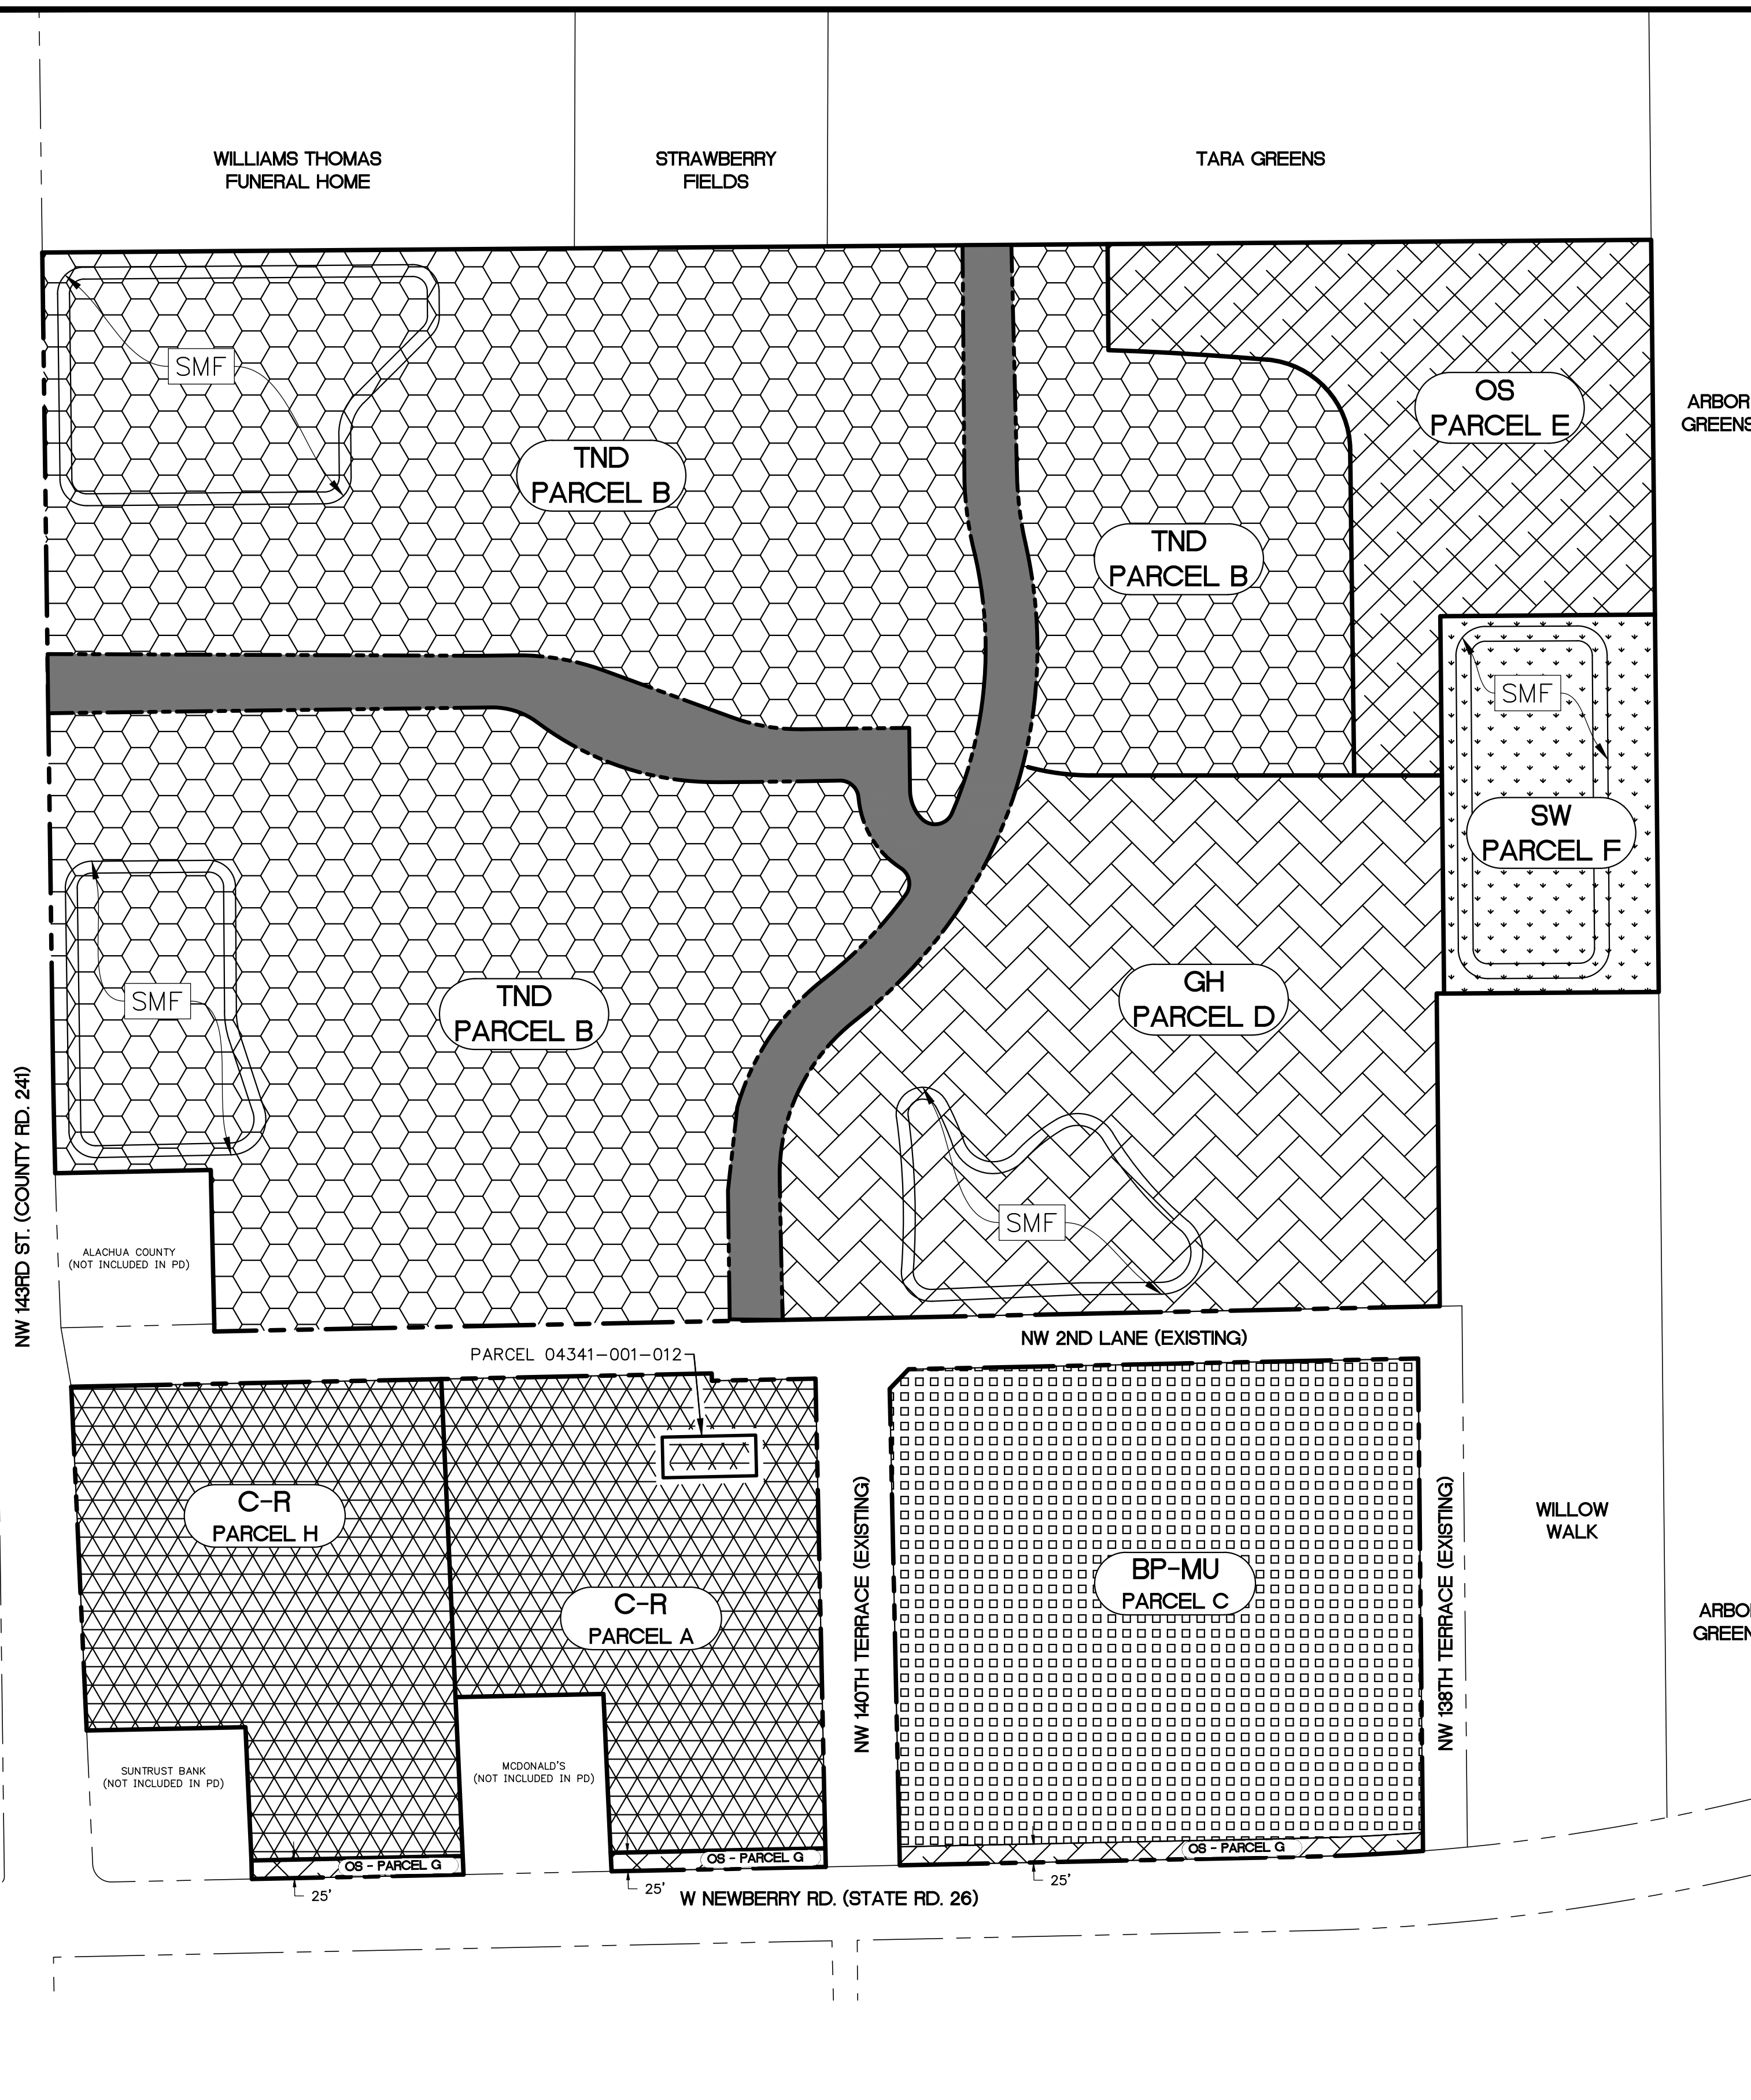 WILLIAMS THOMAS
FUNERAL HOME
STRAWBERRY
FIELDS
TARA GREENS
SMF
OS
PARCEL E
ARBOR
GREENS
TND
PARCEL B
TND
PARCEL B
SMF
SW
PARCEL F
TND
PARCEL B
SMF
GH
PARCEL D
SMF
NW 143RD ST. (COUNTY RD. 241)
ALACHUA COUNTY
(NOT INCLUDED IN PD)
NW 2ND LANE (EXISTING)
PARCEL 04341-001-012
C-R
PARCEL H
C-R
PARCEL A
NW 140TH TERRACE (EXISTING)
BP-MU
PARCEL C
NW 138TH TERRACE (EXISTING)
WILLOW
WALK
ARBO
GREEN
SUNTRUST BANK
(NOT INCLUDED IN PD)
MCDONALD'S
(NOT INCLUDED IN PD)
OS - PARCEL G
OS - PARCEL G
OS - PARCEL G
25'
25'
25'
W NEWBERRY RD. (STATE RD. 26)